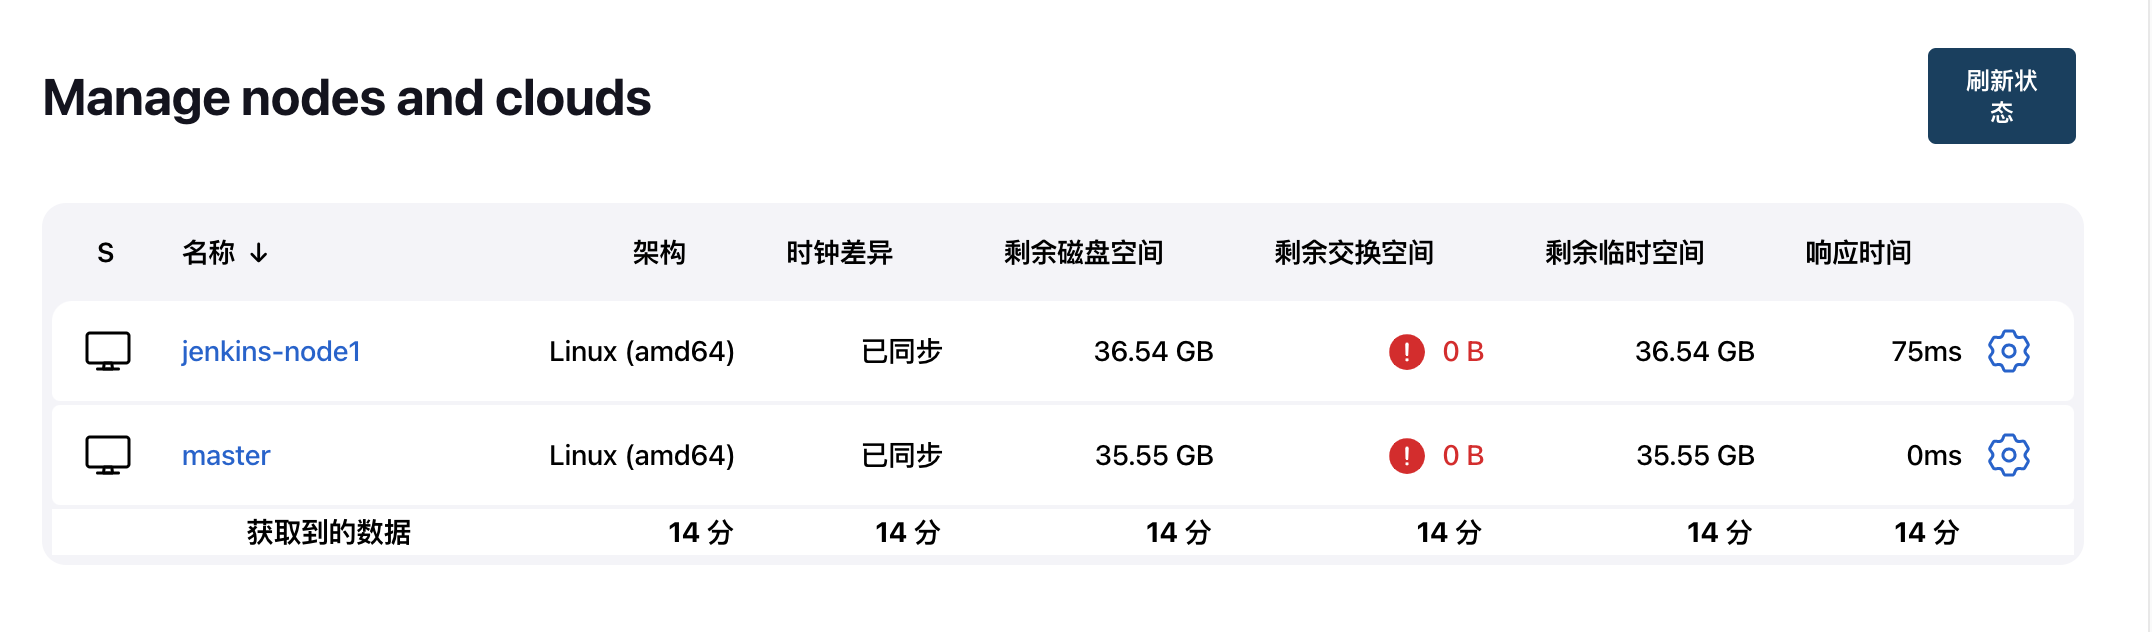 Manage nodes and clouds
刷新状
态
S 名称 ↓ 架构 时钟差异 剩余磁盘空间 剩余交换空间 剩余临时空间 响应时间
jenkins-node1 Linux (amd64) 已同步 36.54 GB 0 B 36.54 GB 75ms
master Linux (amd64) 已同步 35.55 GB 0 B 35.55 GB 0ms
获取到的数据 14 分 14 分 14 分 14 分 14 分 14 分